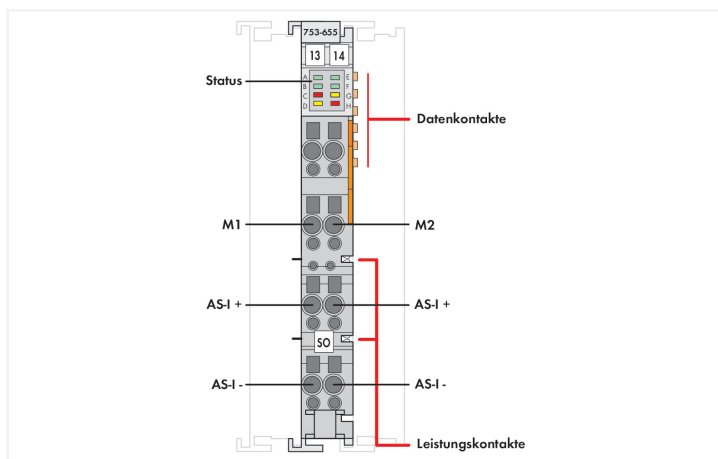 753-655
13 14
Status
A E
B F
C G
D H
Datenkontakte
M1 M2
AS-I + AS-I +
SO
AS-I - AS-I -
Leistungskontakte